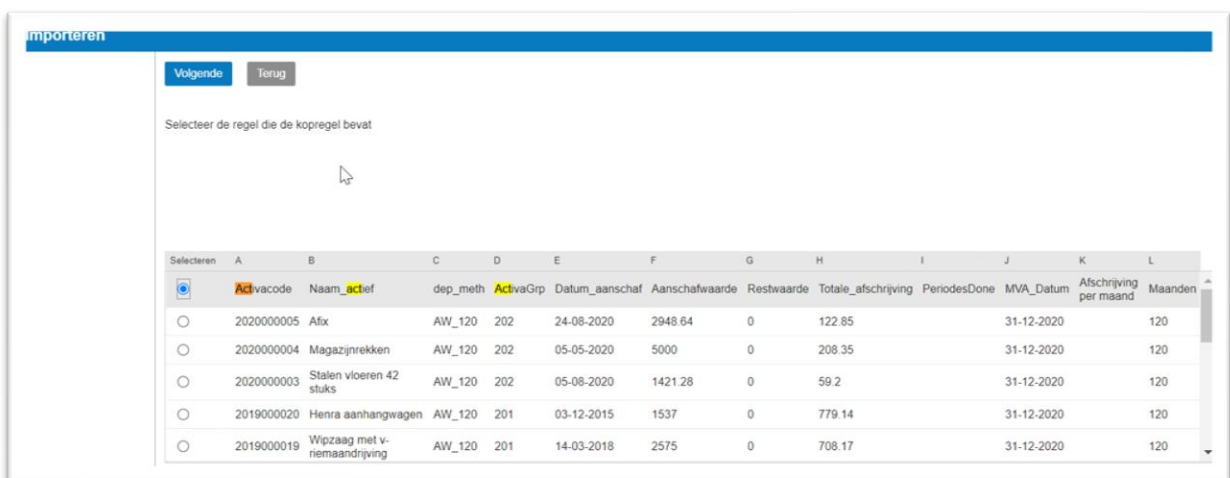 Importeren
Volgende Terug
Selecteer de regel die de kopregel bevat
Selecteren A B C D E F G H I J K L
Activacode Naam_actief dep_meth ActivaGrp Datum_aanschaf Aanschafwaarde Restwaarde Totale_afschrijving PeriodesDone MVA_Datum Afschrijving per maand Maanden
2020000005 Afix AW_120 202 24-08-2020 2948.64 0 122.85 31-12-2020 120
2020000004 Magazijnrekken AW_120 202 05-05-2020 5000 0 208.35 31-12-2020 120
2020000003 Stalen vloeren 42 stuks AW_120 202 05-08-2020 1421.28 0 59.2 31-12-2020 120
2019000020 Henra aanhangwagen AW_120 201 03-12-2015 1537 0 779.14 31-12-2020 120
2019000019 Wipzaag met v-riemaandrijving AW_120 201 14-03-2018 2575 0 708.17 31-12-2020 120